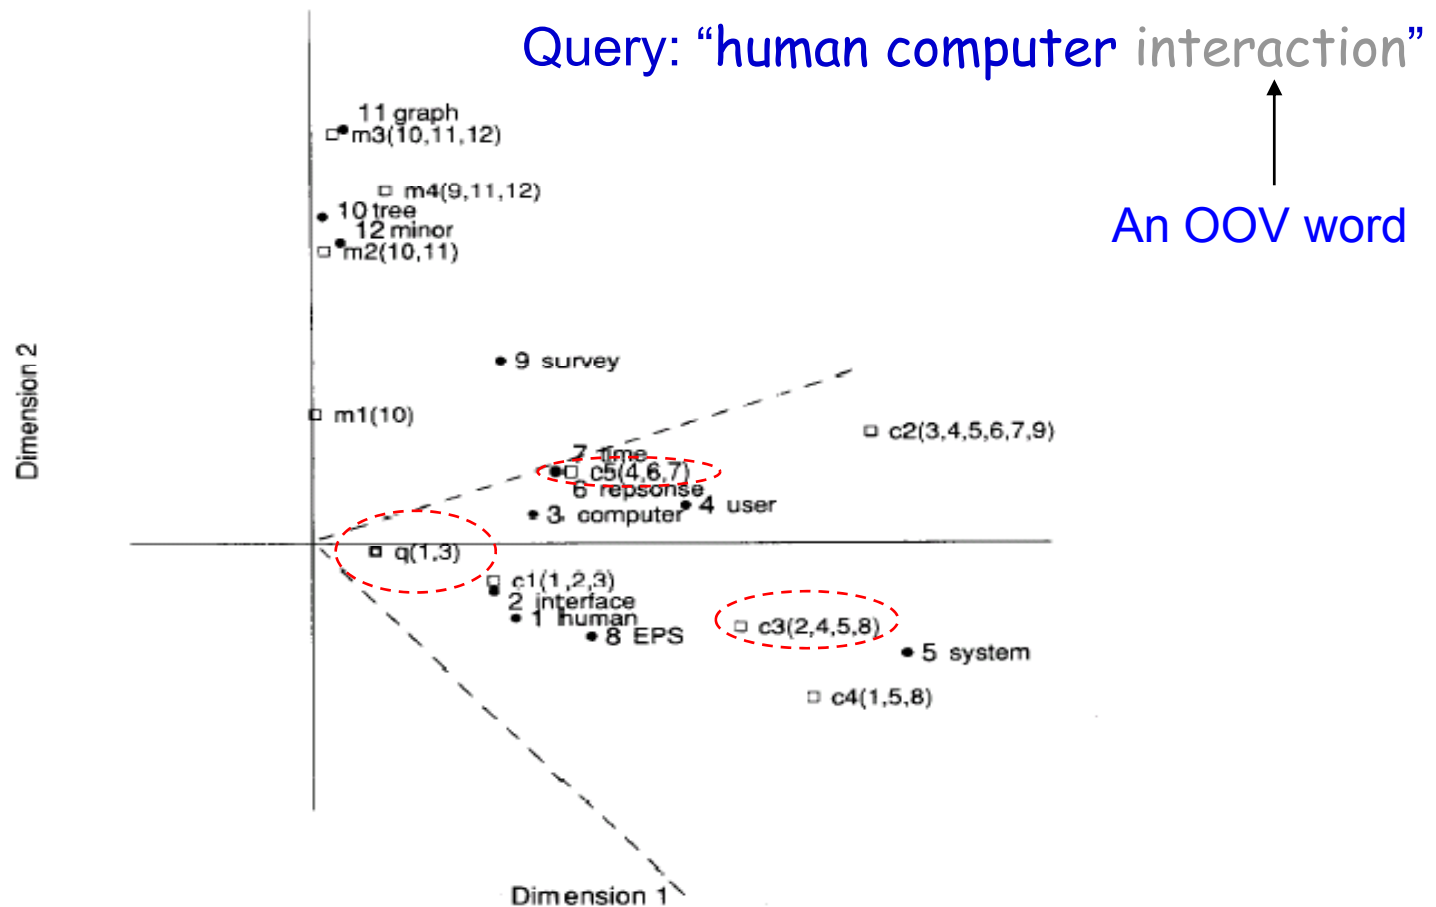 Query: “human computer interaction”
11 graph
m3(10,11,12)
m4(9,11,12)
10 tree
12 minor
m2(10,11)
An OOV word
9 survey
Dimension 2
m1(10)
c2(3,4,5,6,7,9)
7 time
c5(4,6,7)
6 repsonse
4 user
3 computer
q(1,3)
c1(1,2,3)
2 interface
1 human
8 EPS
c3(2,4,5,8)
5 system
c4(1,5,8)
Dimension 1